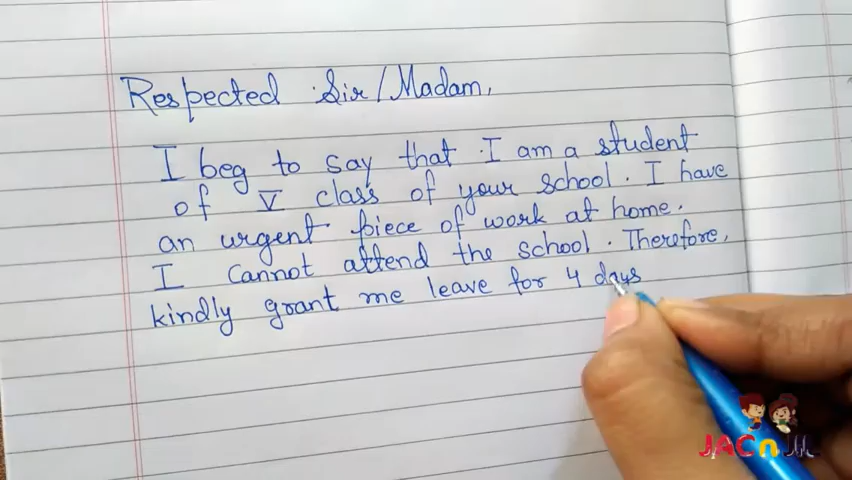 Respected Sir/Madam,
I beg to say that I am a student
of V class of your school. I have
an urgent piece of work at home.
I cannot attend the school. Therefore,
kindly grant me leave for 4 days
JACnJIL